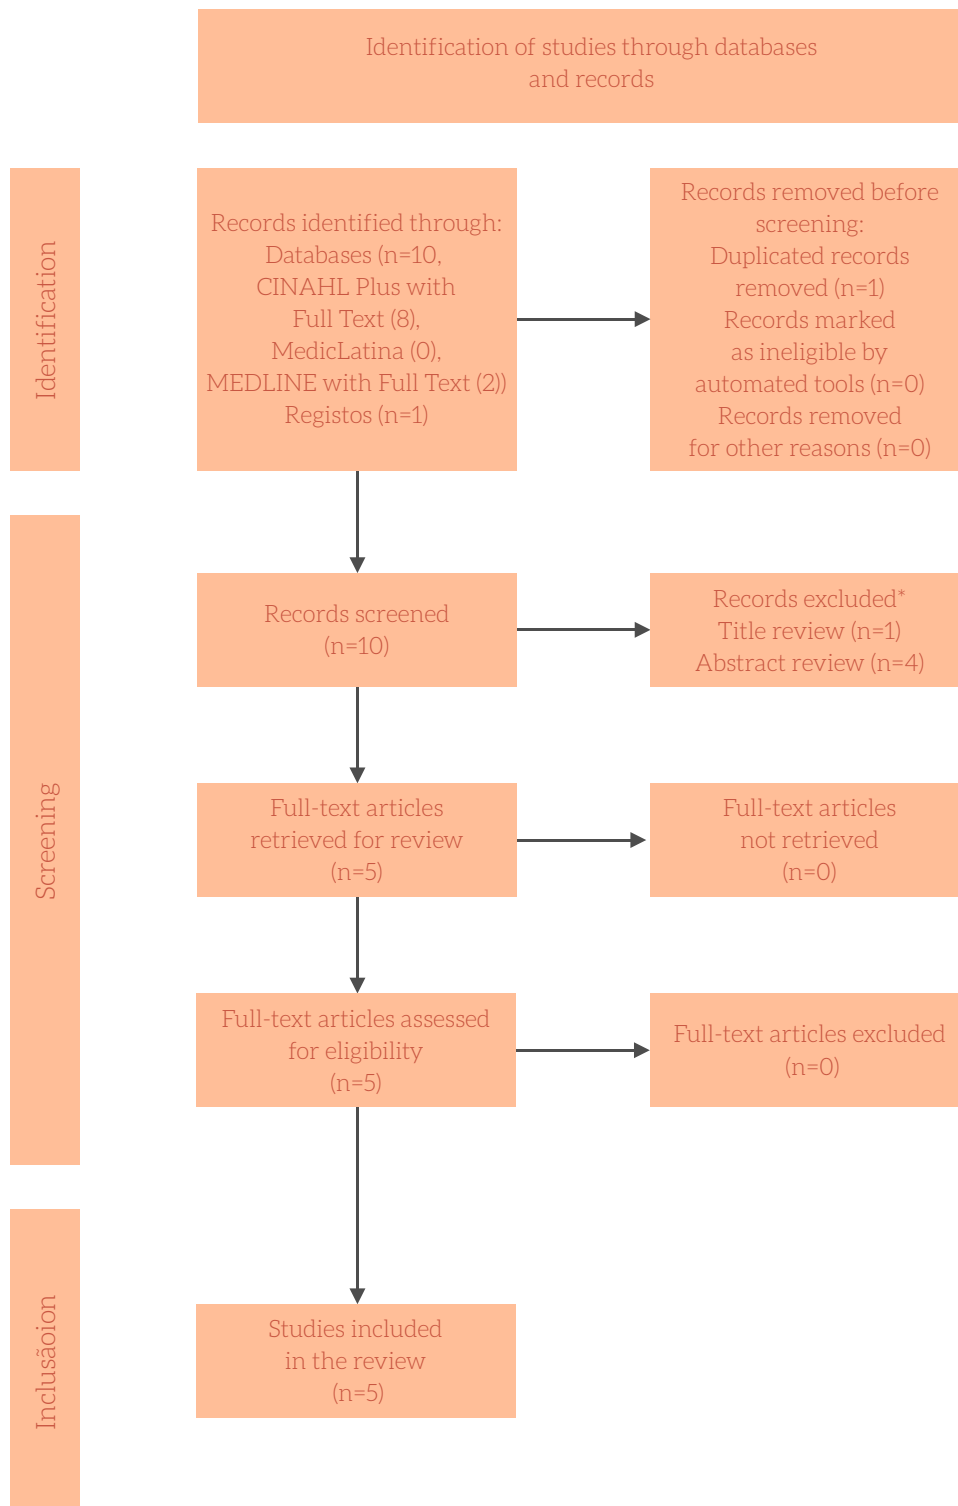 Identification of studies through databases
and records
Identification
Records identified through:
Databases (n=10,
CINAHL Plus with
Full Text (8),
MedicLatina (0),
MEDLINE with Full Text (2))
Registos (n=1)
Records removed before
screening:
Duplicated records
removed (n=1)
Records marked
as ineligible by
automated tools (n=0)
Records removed
for other reasons (n=0)
Screening
Records screened
(n=10)
Records excluded*
Title review (n=1)
Abstract review (n=4)
Full-text articles
retrieved for review
(n=5)
Full-text articles
not retrieved
(n=0)
Full-text articles assessed
for eligibility
(n=5)
Full-text articles excluded
(n=0)
Inclusãoion
Studies included
in the review
(n=5)